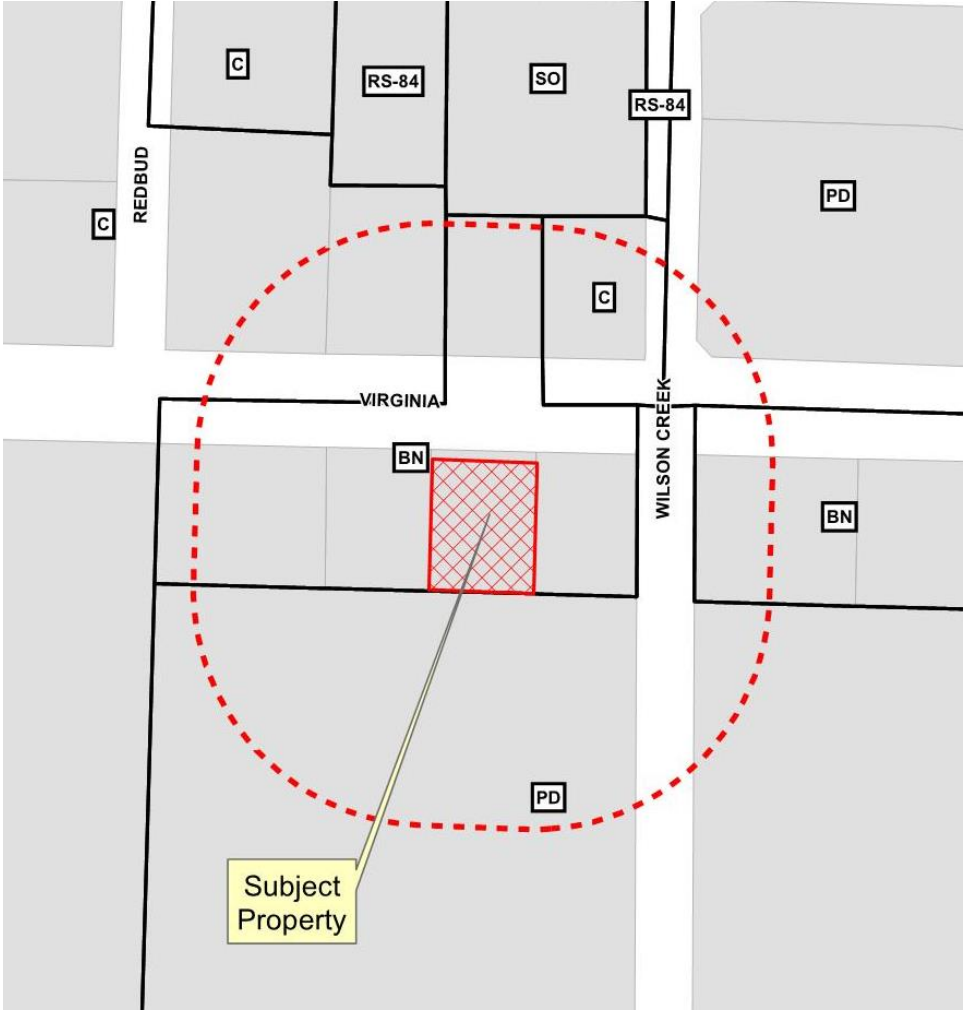 C
RS-84
SO
RS-84
REDBUD
PD
C
C
VIRGINIA
WILSON CREEK
BN
BN
PD
Subject
Property